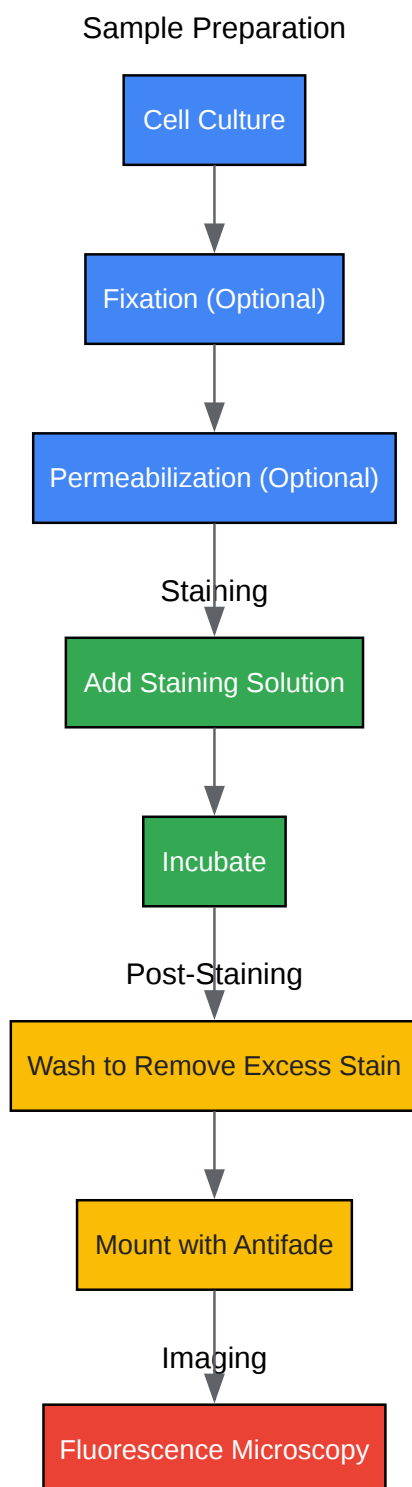 Sample Preparation
Cell Culture
Fixation (Optional)
Permeabilization (Optional)
Staining
Add Staining Solution
Incubate
Post-Staining
Wash to Remove Excess Stain
Mount with Antifade
Imaging
Fluorescence Microscopy